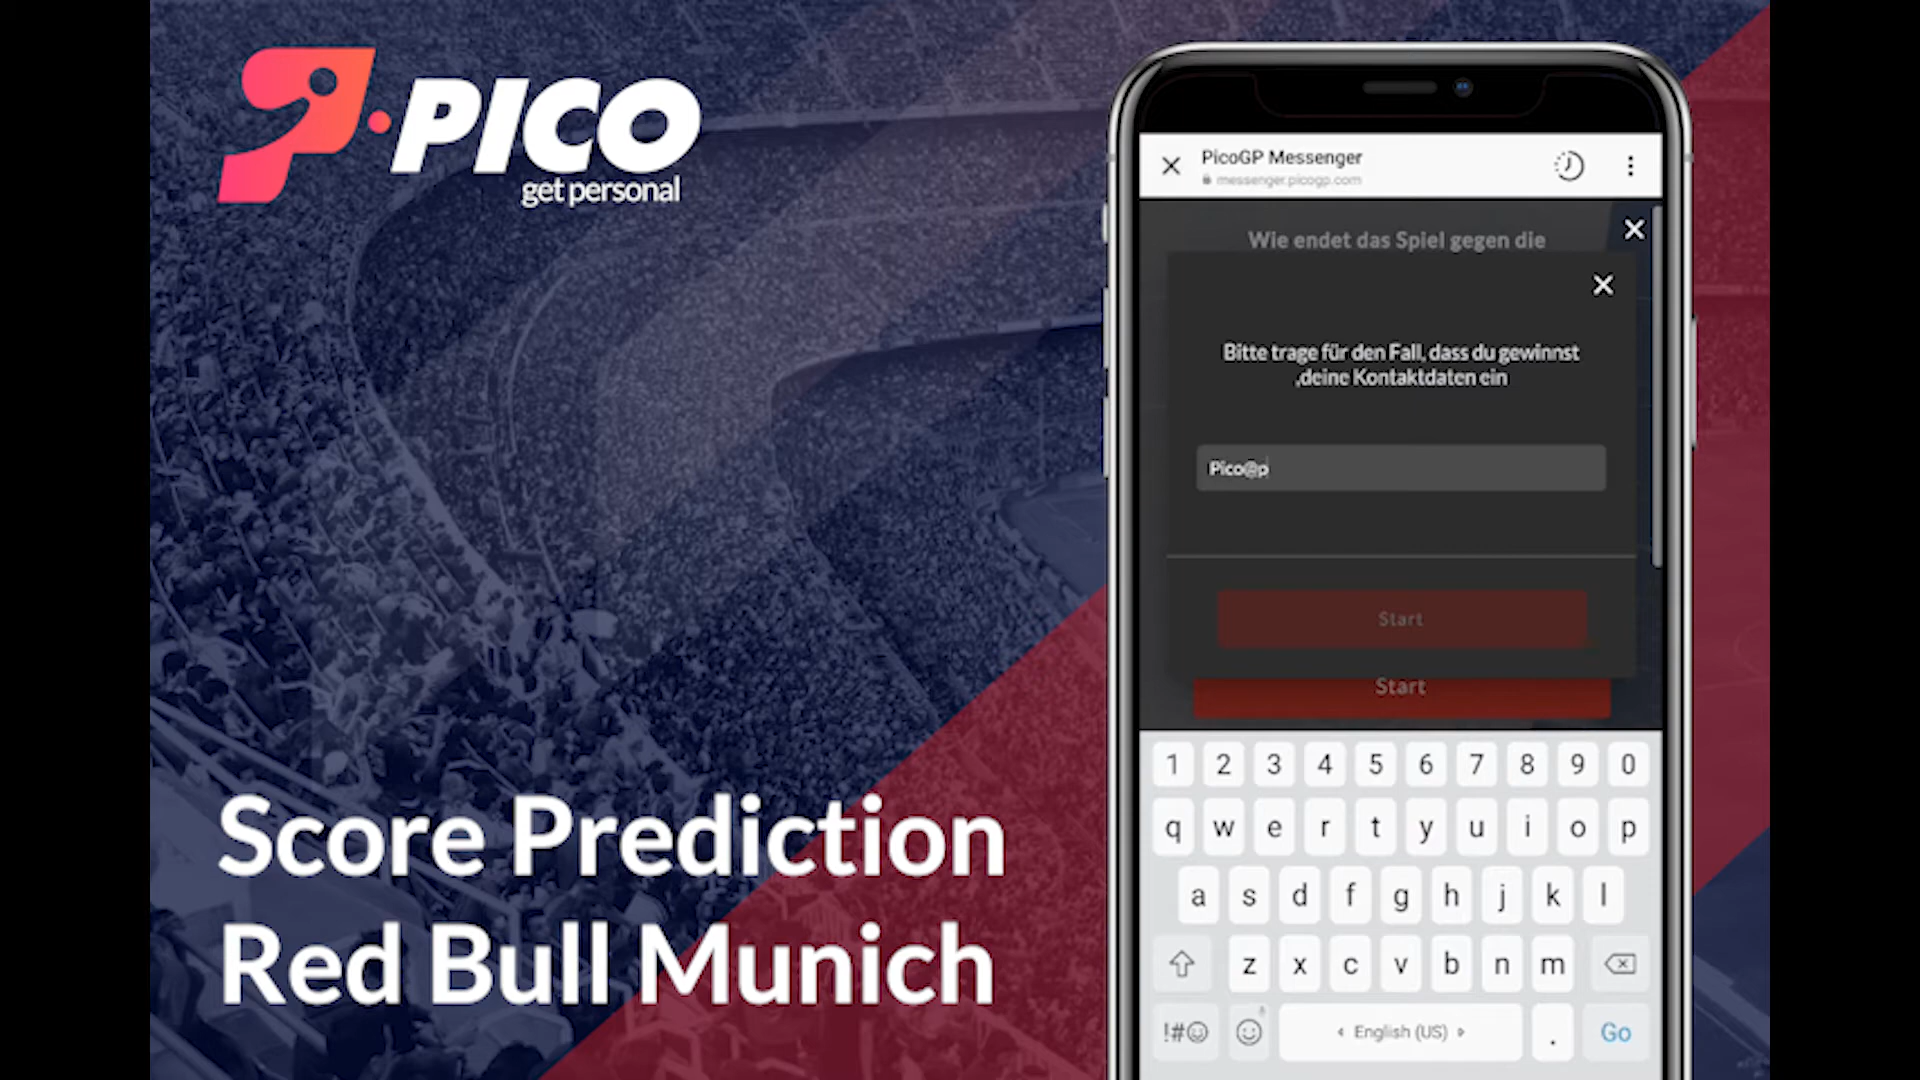 PICO
get personal
Score Prediction
Red Bull Munich
PicoGP Messenger
messenger.picogp.com
Wie endet das Spiel gegen die
Bitte trage für den Fall, dass du gewinnst
,deine Kontaktdaten ein
Pico@p
Start
Start
1 2 3 4 5 6 7 8 9 0
q w e r t y u i o p
a s d f g h j k l
z x c v b n m
!#☺ English (US) . Go